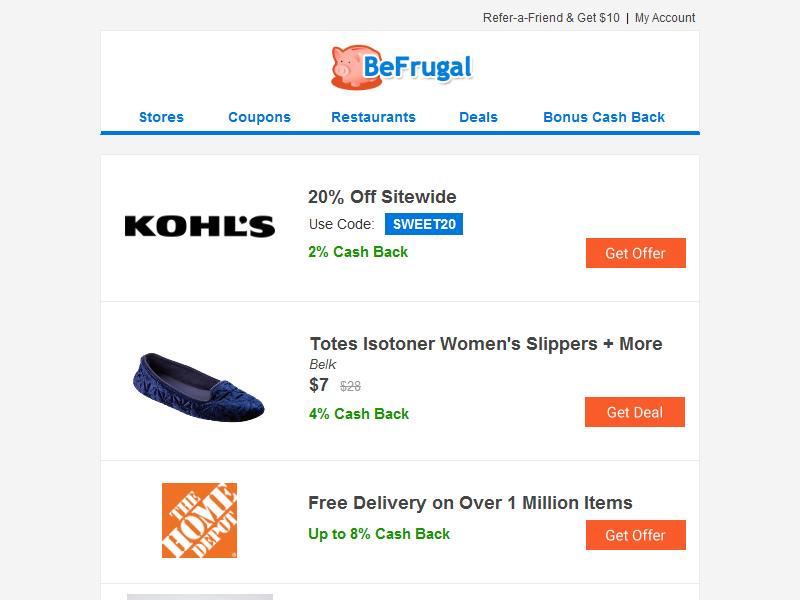 Refer-a-Friend & Get $10 | My Account
BeFrugal
Stores Coupons Restaurants Deals Bonus Cash Back
KOHL'S
20% Off Sitewide
Use Code: SWEET20
2% Cash Back
Get Offer
Totes Isotoner Women's Slippers + More
Belk
$7 $28
4% Cash Back
Get Deal
THE
HOME
DEPOT
Free Delivery on Over 1 Million Items
Up to 8% Cash Back
Get Offer